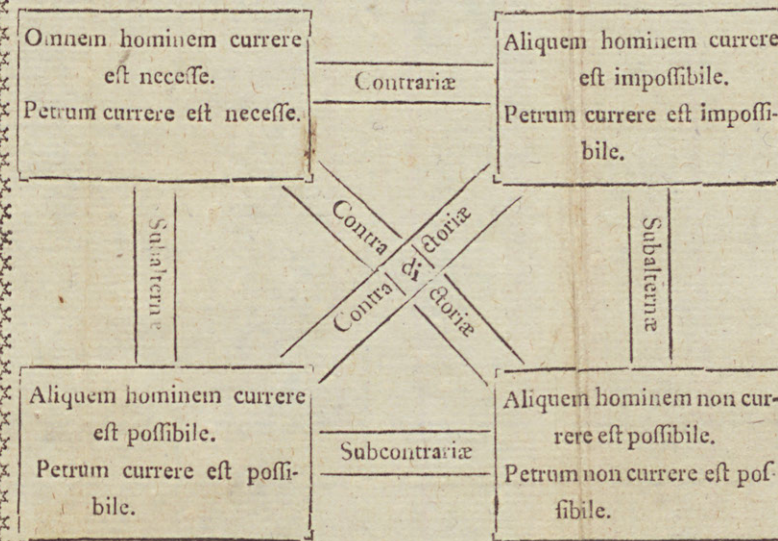 Omnem hominem currere
eſt neceſſe.
Petrum currere eſt neceſſe.
Contrariæ
Aliquem hominem currere
eſt impoſſibile.
Petrum currere eſt impoſſi-
bile.
Subalternæ
Contra
di
ctoriæ
Contra
ctoriæ
Subalternæ
Aliquem hominem currere
eſt poſſibile.
Petrum currere eſt poſſi-
bile.
Subcontrariæ
Aliquem hominem non cur-
rere eſt poſſibile.
Petrum non currere eſt poſ-
ſibile.